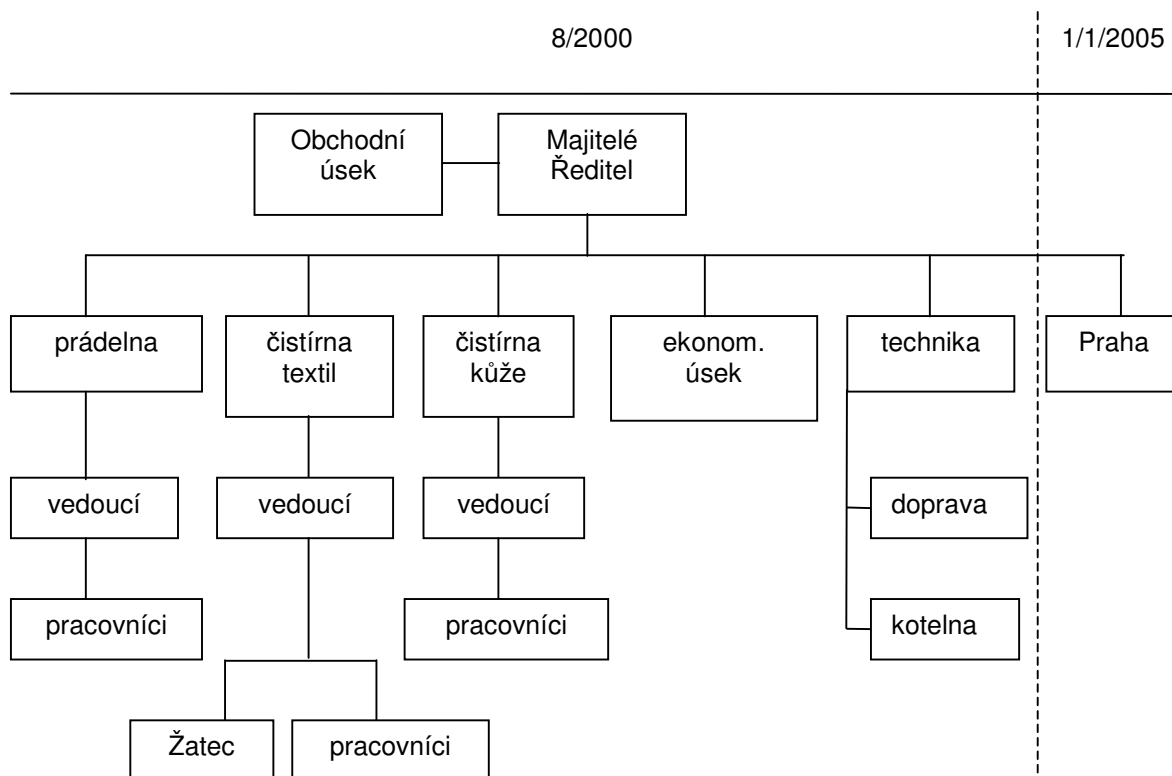 8/2000
1/1/2005
Obchodní
úsek
Majitelé
Ředitel
prádelna
čistírna
textil
čistírna
kůže
ekonom.
úsek
technika
Praha
vedoucí
vedoucí
vedoucí
doprava
pracovníci
pracovníci
kotelna
Žatec
pracovníci